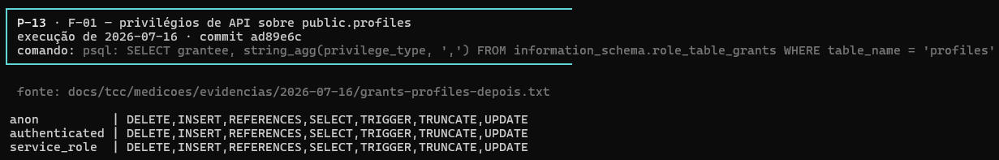 P-13 · F-01 — privilégios de API sobre public.profiles
execução de 2026-07-16 · commit ad89e6c
comando: psql: SELECT grantee, string_agg(privilege_type, ',') FROM information_schema.role_table_grants WHERE table_name = 'profiles'
fonte: docs/tcc/medicoes/evidencias/2026-07-16/grants-profiles-depois.txt
anon          | DELETE,INSERT,REFERENCES,SELECT,TRIGGER,TRUNCATE,UPDATE
authenticated | DELETE,INSERT,REFERENCES,SELECT,TRIGGER,TRUNCATE,UPDATE
service_role  | DELETE,INSERT,REFERENCES,SELECT,TRIGGER,TRUNCATE,UPDATE